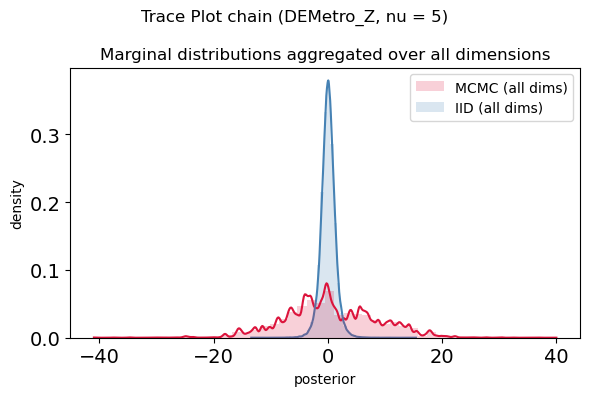 Trace Plot chain (DEMetro_Z, nu = 5)
Marginal distributions aggregated over all dimensions
MCMC (all dims)
IID (all dims)
density
0.3
0.2
0.1
0.0
−40
−20
0
20
40
posterior